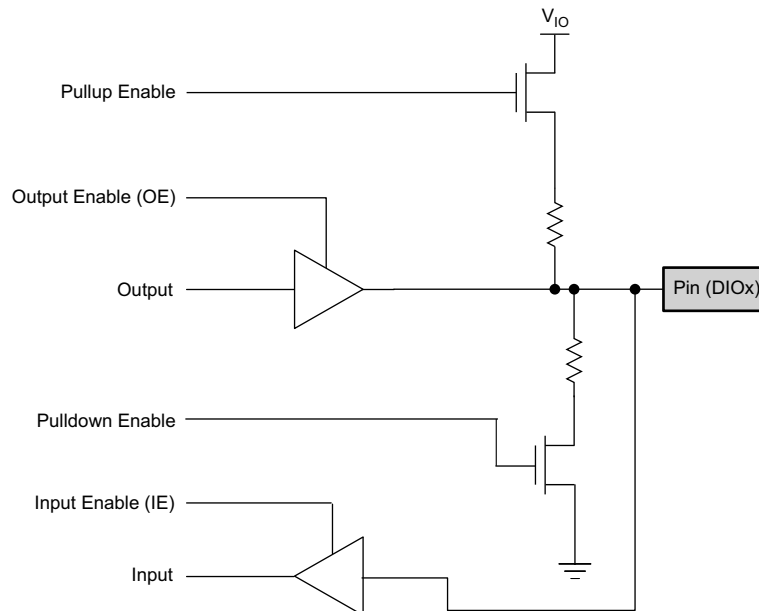 V_IO
Pullup Enable
Output Enable (OE)
Output
Pin (DIOx)
Pulldown Enable
Input Enable (IE)
Input